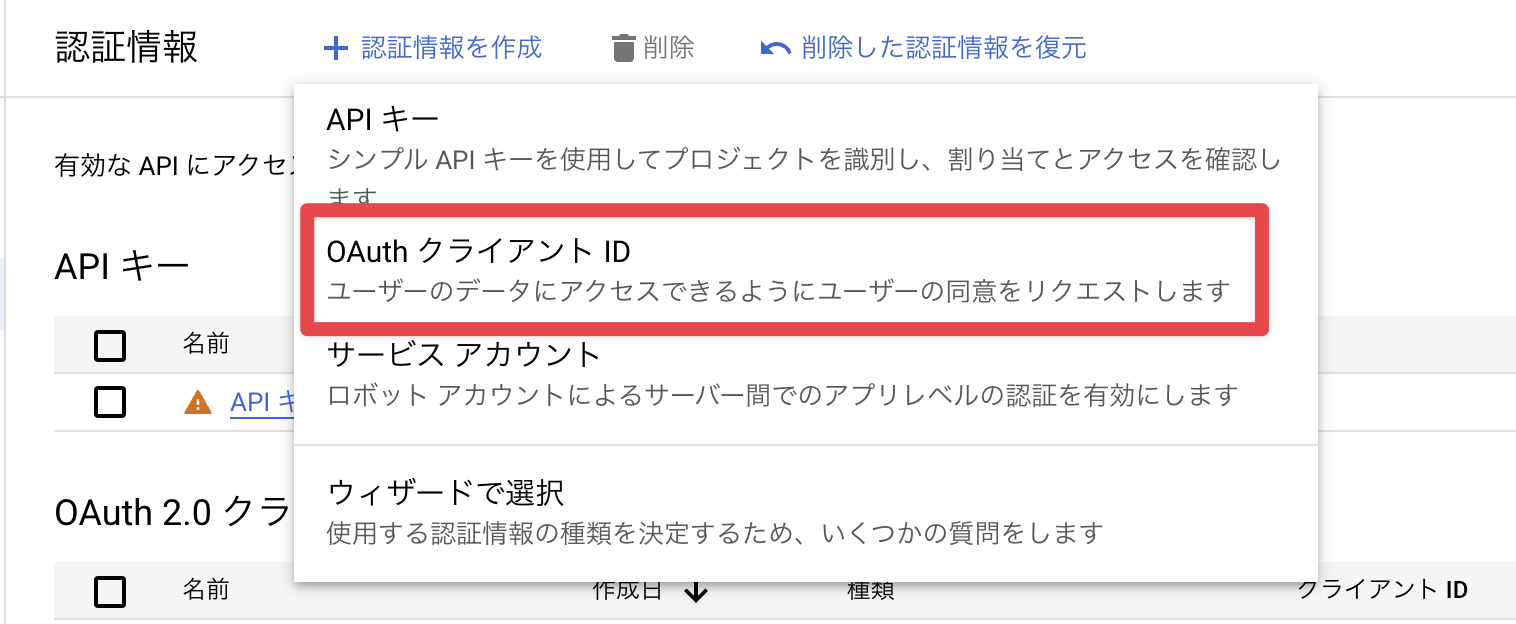 認証情報
認証情報を作成
削除
削除した認証情報を復元
API キー
シンプル API キーを使用してプロジェクトを識別し、割り当てとアクセスを確認し
ます
OAuth クライアント ID
ユーザーのデータにアクセスできるようにユーザーの同意をリクエストします
サービス アカウント
ロボット アカウントによるサーバー間でのアプリレベルの認証を有効にします
ウィザードで選択
使用する認証情報の種類を決定するため、いくつかの質問をします
有効な API にアクセス
API キー
名前
API キ
OAuth 2.0 クラ
名前
作成日
種類
クライアント ID